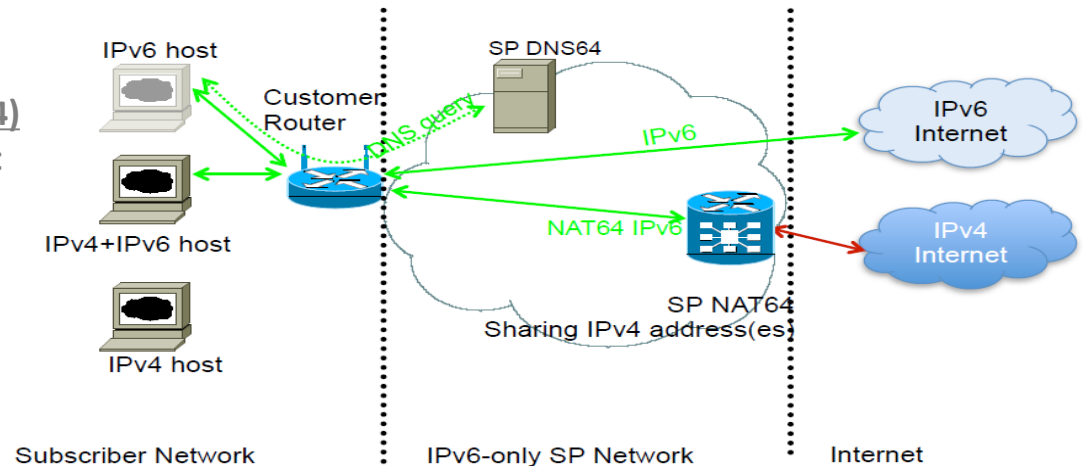 IPv6 host
SP DNS64
4)
:
Customer
Router
DNS query
IPv6
IPv6
Internet
NAT64 IPv6
IPv4+IPv6 host
IPv4
Internet
SP NAT64
Sharing IPv4 address(es)
IPv4 host
Subscriber Network
IPv6-only SP Network
Internet